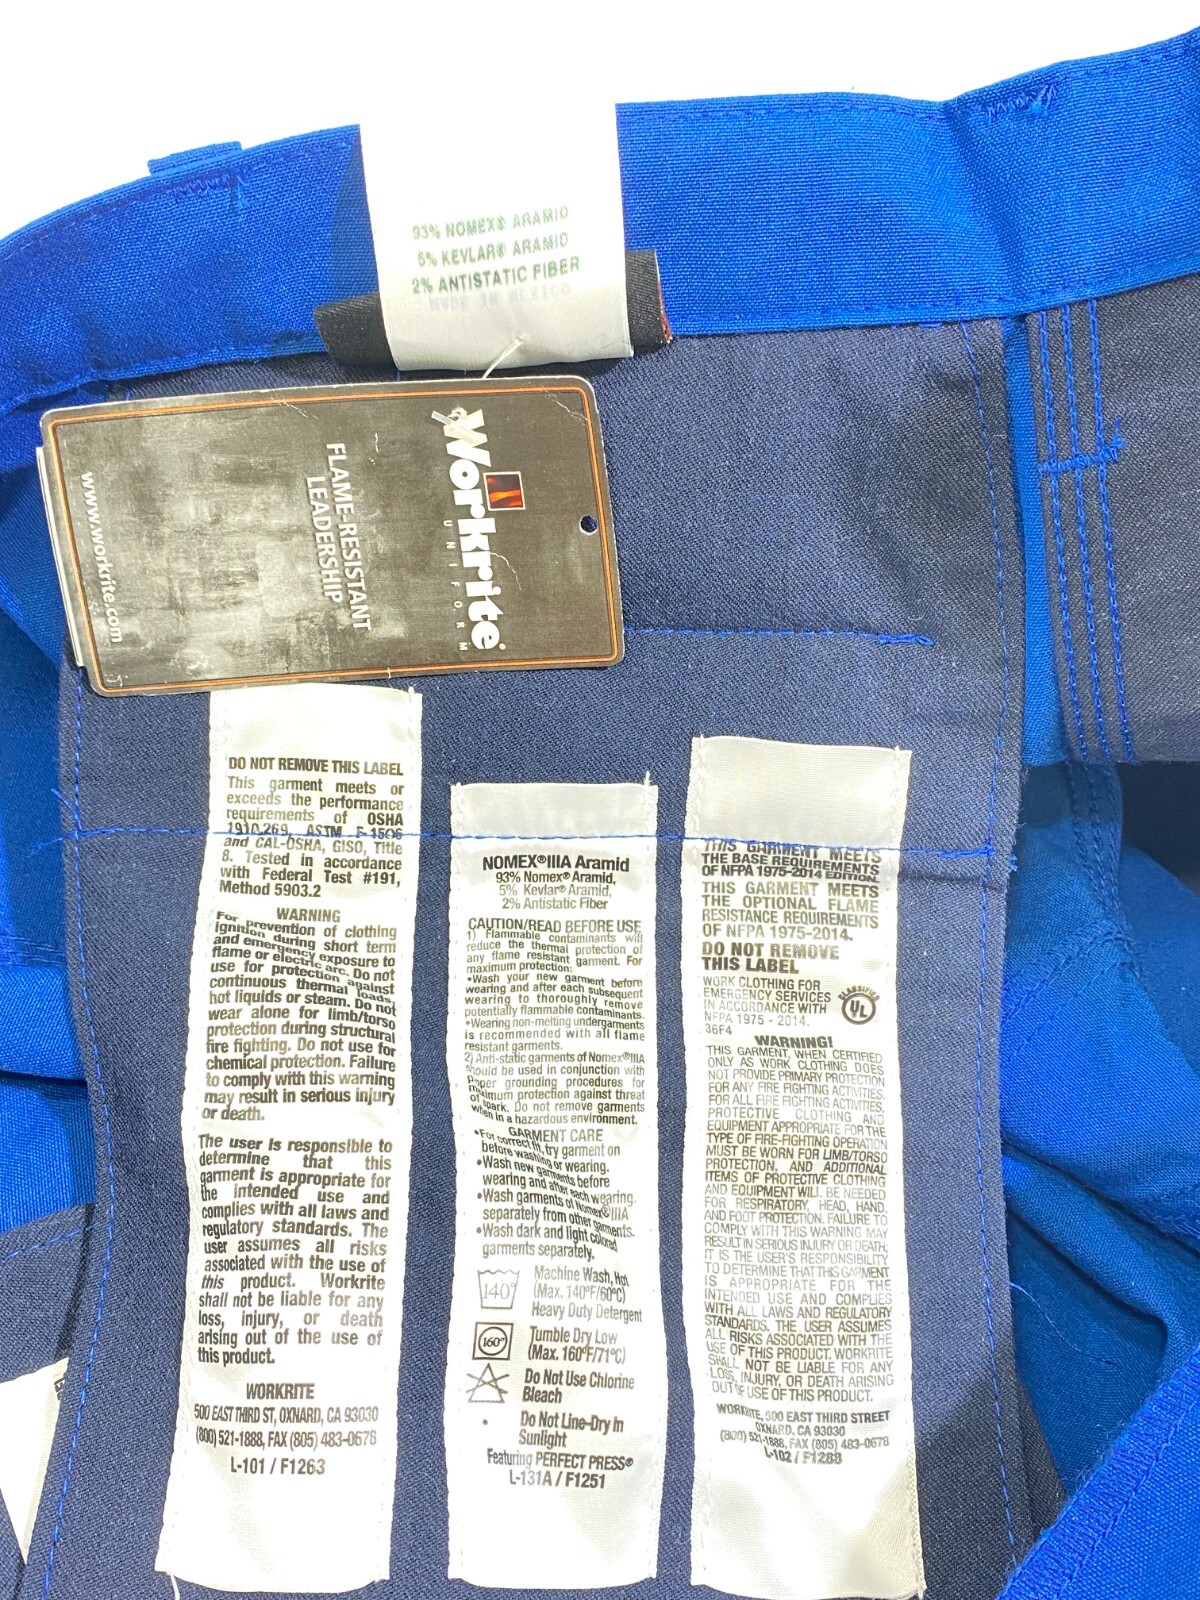 93% NOMEX® ARAMID
5% KEVLAR® ARAMID
2% ANTISTATIC FIBER
MADE IN MEXICO
Workrite®
UNIFORM
FLAME-RESISTANT
LEADERSHIP
www.workrite.com
DO NOT REMOVE THIS LABEL
This garment meets or
exceeds the performance
requirements of OSHA
1910.269, ASTM F-1506
and CAL-OSHA, GISO, Title
8. Tested in accordance
with Federal Test #191,
Method 5903.2
WARNING
For prevention of clothing
ignition during short term
and emergency exposure to
flame or electric arc. Do not
use for protection against
continuous thermal loads,
hot liquids or steam. Do not
wear alone for limb/torso
protection during structural
fire fighting. Do not use for
chemical protection. Failure
to comply with this warning
may result in serious injury
or death.
The user is responsible to
determine that this
garment is appropriate for
the intended use and
complies with all laws and
regulatory standards. The
user assumes all risks
associated with the use of
this product. Workrite
shall not be liable for any
loss, injury, or death
arising out of the use of
this product.
WORKRITE
500 EAST THIRD ST, OXNARD, CA 93030
(800) 521-1888, FAX (805) 483-0678
L-101 / F1263
NOMEX®IIIA Aramid
93% Nomex® Aramid,
5% Kevlar® Aramid,
2% Antistatic Fiber
CAUTION/READ BEFORE USE
1) Flammable contaminants will
reduce the thermal protection of
any flame resistant garment. For
maximum protection:
•Wash your new garment before
wearing and after each subsequent
wearing to thoroughly remove
potentially flammable contaminants.
•Wearing non-melting undergarments
is recommended with all flame
resistant garments.
2) Anti-static garments of Nomex®IIIA
should be used in conjunction with
proper grounding procedures for
maximum protection against threat
of spark. Do not remove garments
when in a hazardous environment.
GARMENT CARE
•For correct fit, try garment on
before washing or wearing.
•Wash new garments before
wearing and after each wearing.
•Wash garments of Nomex®IIIA
separately from other garments.
•Wash dark and light colored
garments separately.
140°
Machine Wash, Hot
(Max. 140°F/60°C)
Heavy Duty Detergent
160°
Tumble Dry Low
(Max. 160°F/71°C)
Do Not Use Chlorine
Bleach
• Do Not Line-Dry in
Sunlight
Featuring PERFECT PRESS®
L-131A / F1251
THIS GARMENT MEETS
THE BASE REQUIREMENTS
OF NFPA 1975-2014 EDITION.
THIS GARMENT MEETS
THE OPTIONAL FLAME
RESISTANCE REQUIREMENTS
OF NFPA 1975-2014.
DO NOT REMOVE
THIS LABEL
WORK CLOTHING FOR
EMERGENCY SERVICES
IN ACCORDANCE WITH
NFPA 1975 - 2014.
36F4
CLASSIFIED
UL
WARNING!
THIS GARMENT, WHEN CERTIFIED
ONLY AS WORK CLOTHING DOES
NOT PROVIDE PRIMARY PROTECTION
FOR ANY FIRE FIGHTING ACTIVITIES.
FOR ALL FIRE FIGHTING ACTIVITIES,
PROTECTIVE CLOTHING AND
EQUIPMENT APPROPRIATE FOR THE
TYPE OF FIRE-FIGHTING OPERATION
MUST BE WORN FOR LIMB/TORSO
PROTECTION, AND ADDITIONAL
ITEMS OF PROTECTIVE CLOTHING
AND EQUIPMENT WILL BE NEEDED
FOR RESPIRATORY, HEAD, HAND,
AND FOOT PROTECTION. FAILURE TO
COMPLY WITH THIS WARNING MAY
RESULT IN SERIOUS INJURY OR DEATH;
IT IS THE USER'S RESPONSIBILITY
TO DETERMINE THAT THIS GARMENT
IS APPROPRIATE FOR THE
INTENDED USE AND COMPLIES
WITH ALL LAWS AND REGULATORY
STANDARDS. THE USER ASSUMES
ALL RISKS ASSOCIATED WITH THE
USE OF THIS PRODUCT. WORKRITE
SHALL NOT BE LIABLE FOR ANY
LOSS, INJURY, OR DEATH ARISING
OUT OF USE OF THIS PRODUCT.
WORKRITE, 500 EAST THIRD STREET
OXNARD, CA 93030
(800) 521-1888, FAX (805) 483-0678
L-102 / F1288